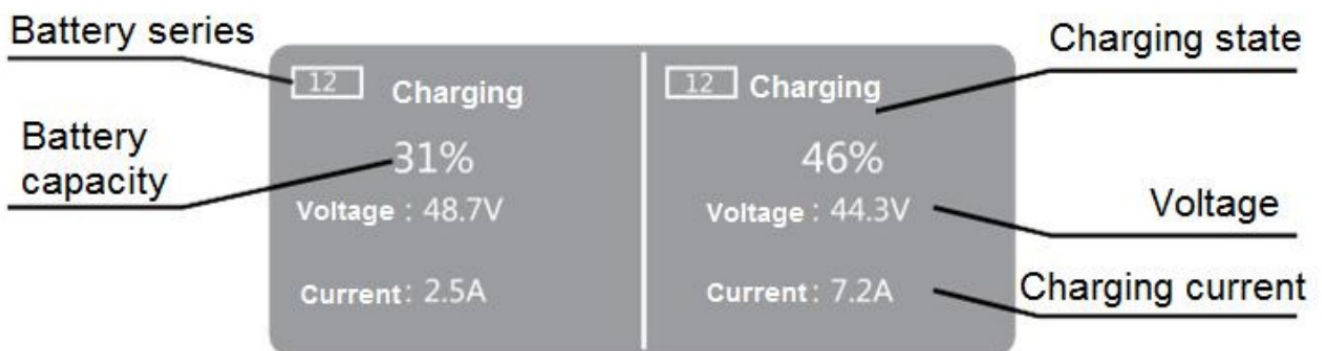 Battery series
Charging state
12 Charging
12 Charging
Battery
capacity
31%
46%
Voltage : 48.7V
Voltage : 44.3V
Voltage
Current: 2.5A
Current: 7.2A
Charging current